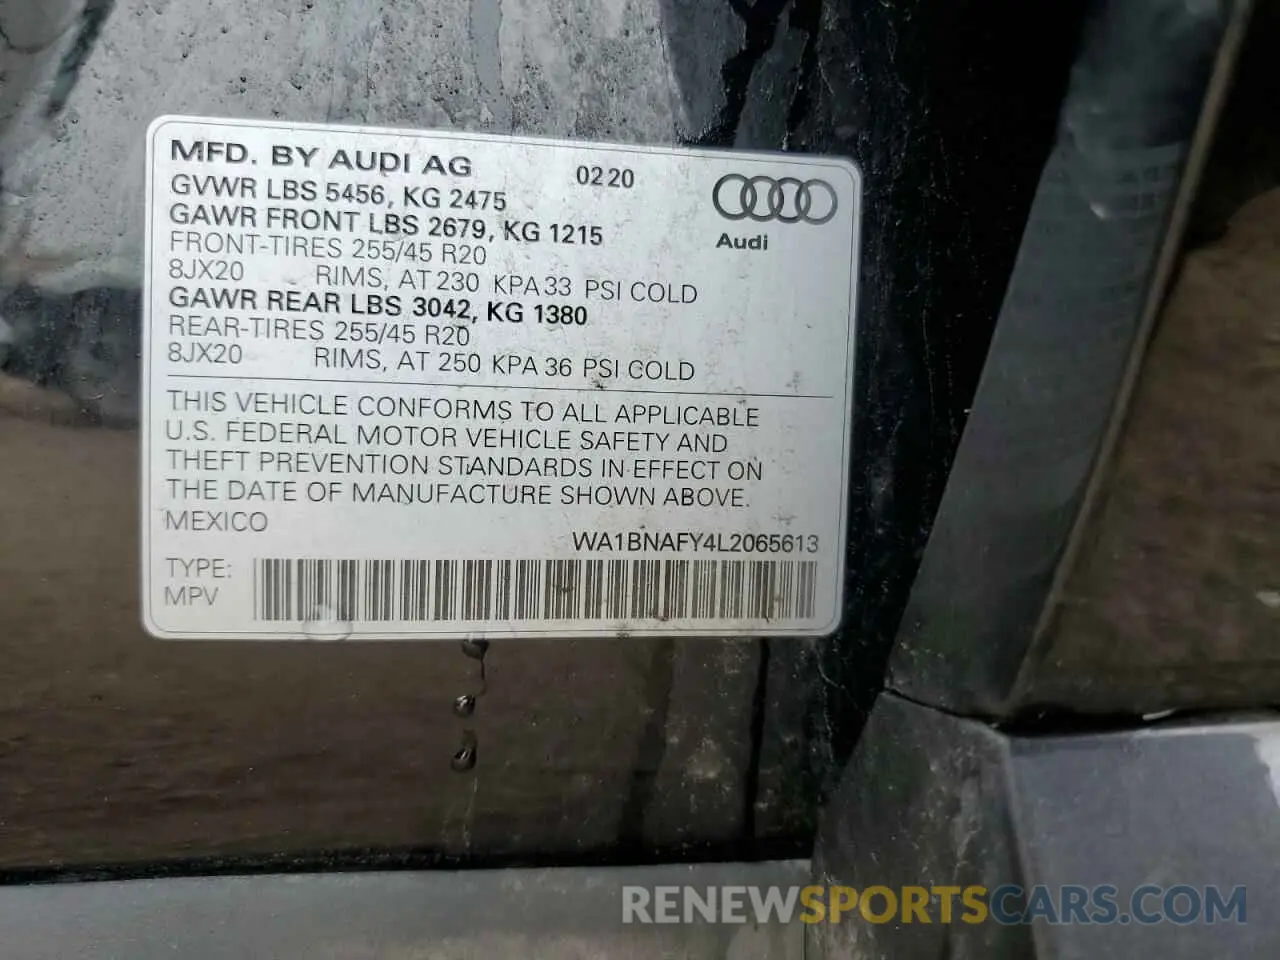 MFD. BY AUDI AG 02 20
GVWR LBS 5456, KG 2475
GAWR FRONT LBS 2679, KG 1215
Audi
FRONT-TIRES 255/45 R20
8JX20 RIMS, AT 230 KPA 33 PSI COLD
GAWR REAR LBS 3042, KG 1380
REAR-TIRES 255/45 R20
8JX20 RIMS, AT 250 KPA 36 PSI COLD
THIS VEHICLE CONFORMS TO ALL APPLICABLE
U.S. FEDERAL MOTOR VEHICLE SAFETY AND
THEFT PREVENTION STANDARDS IN EFFECT ON
THE DATE OF MANUFACTURE SHOWN ABOVE.
MEXICO
WA1BNAFY4L2065613
TYPE:
MPV
RENEWSPORTSCARS.COM